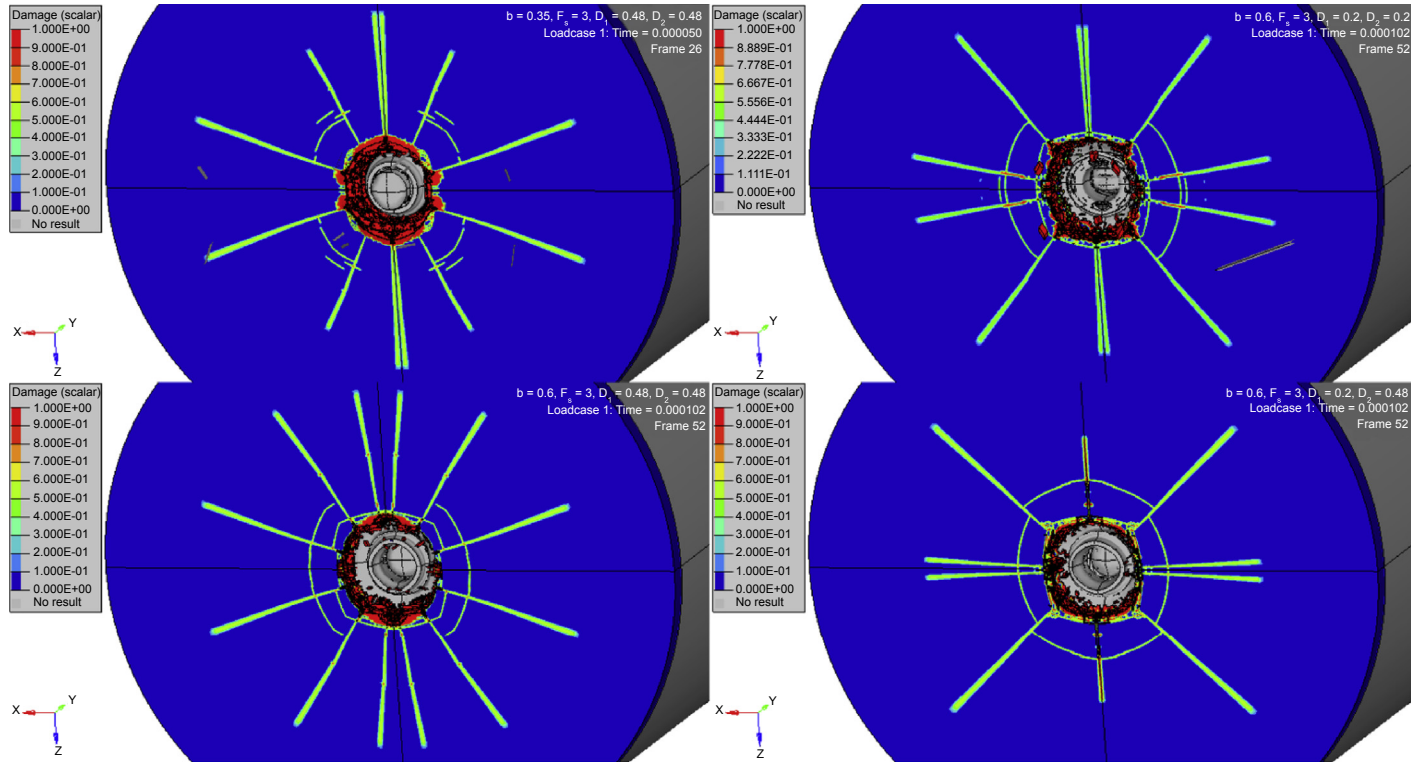 Damage (scalar)
1.000E+00
9.000E-01
8.000E-01
7.000E-01
6.000E-01
5.000E-01
4.000E-01
3.000E-01
2.000E-01
1.000E-01
0.000E+00
No result
b = 0.35, Fs = 3, D1 = 0.48, D2 = 0.48
Loadcase 1: Time = 0.000050
Frame 26
X
Y
Z
Damage (scalar)
1.000E+00
8.889E-01
7.778E-01
6.667E-01
5.556E-01
4.444E-01
3.333E-01
2.222E-01
1.111E-01
0.000E+00
No result
b = 0.6, Fs = 3, D1 = 0.2, D2 = 0.2
Loadcase 1: Time = 0.000102
Frame 52
X
Y
Z
Damage (scalar)
1.000E+00
9.000E-01
8.000E-01
7.000E-01
6.000E-01
5.000E-01
4.000E-01
3.000E-01
2.000E-01
1.000E-01
0.000E+00
No result
b = 0.6, Fs = 3, D1 = 0.48, D2 = 0.48
Loadcase 1: Time = 0.000102
Frame 52
X
Y
Z
Damage (scalar)
1.000E+00
9.000E-01
8.000E-01
7.000E-01
6.000E-01
5.000E-01
4.000E-01
3.000E-01
2.000E-01
1.000E-01
0.000E+00
No result
b = 0.6, Fs = 3, D1 = 0.2, D2 = 0.48
Loadcase 1: Time = 0.000102
Frame 52
X
Y
Z